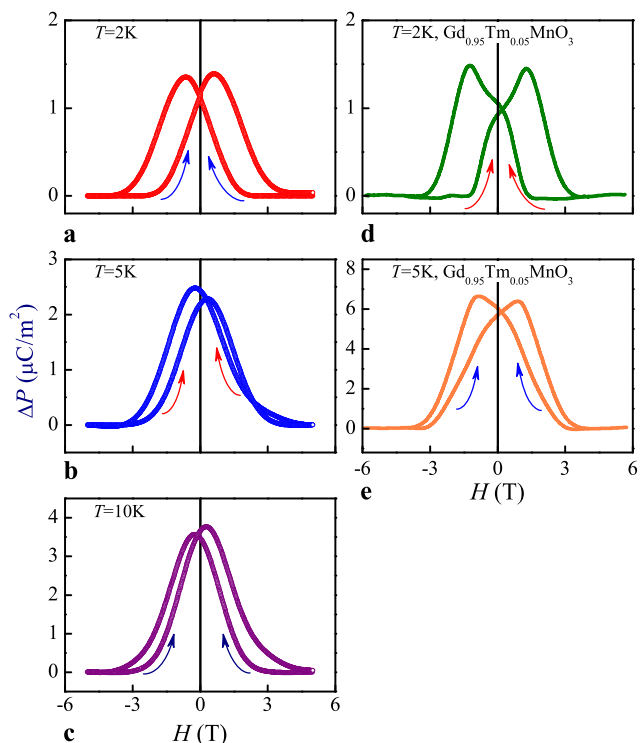 T=2K
2
1
0
a
T=2K, Gd0.95Tm0.05MnO3
2
1
0
d
ΔP (μC/m²)
T=5K
3
2
1
0
b
T=5K, Gd0.95Tm0.05MnO3
6
4
2
0
-6 -3 0 3 6
e
H (T)
T=10K
4
3
2
1
0
-3 0 3 6
c
H (T)